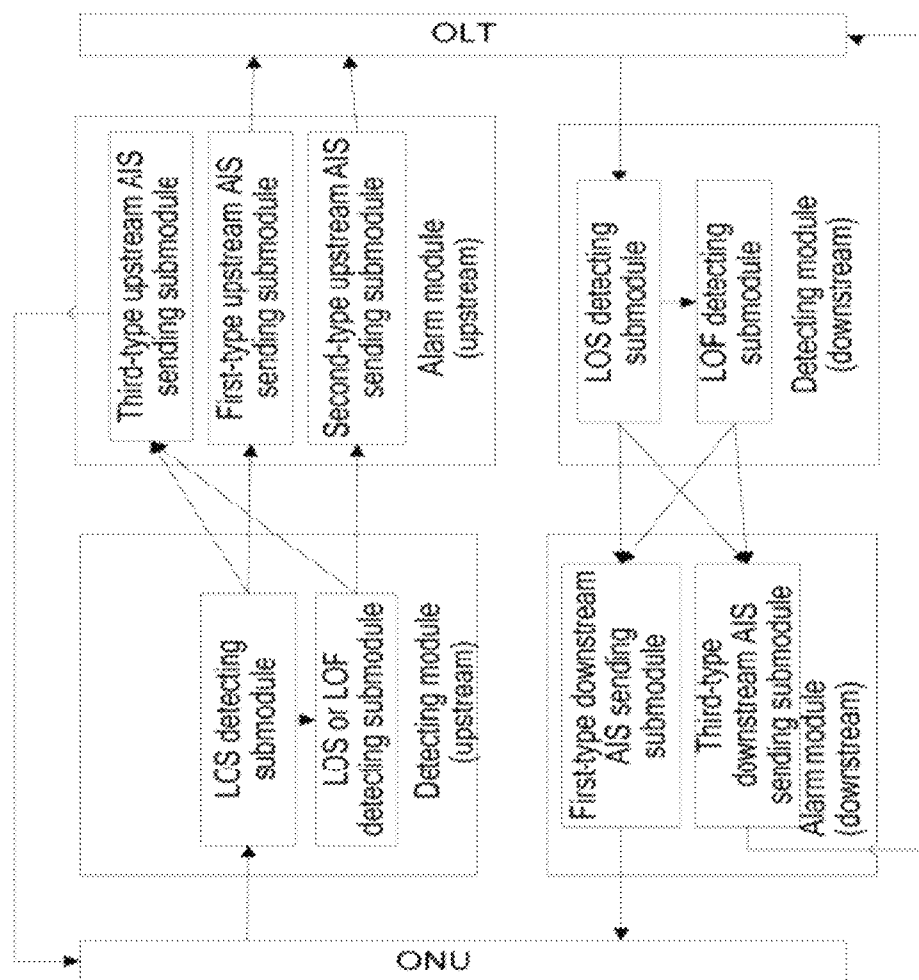 OLT
Third-type upstream AIS
sending submodule
First-type upstream AIS
sending submodule
Second-type upstream AIS
sending submodule
Alarm module
(upstream)
LOS detecting
submodule
LOF detecting
submodule
Detecting module
(downstream)
LCS detecting
submodule
LOS or LOF
detecting submodule
Detecting module
(upstream)
First-type downstream
AIS sending
submodule
Third-type
downstream AIS
sending submodule
Alarm module
(downstream)
ONU